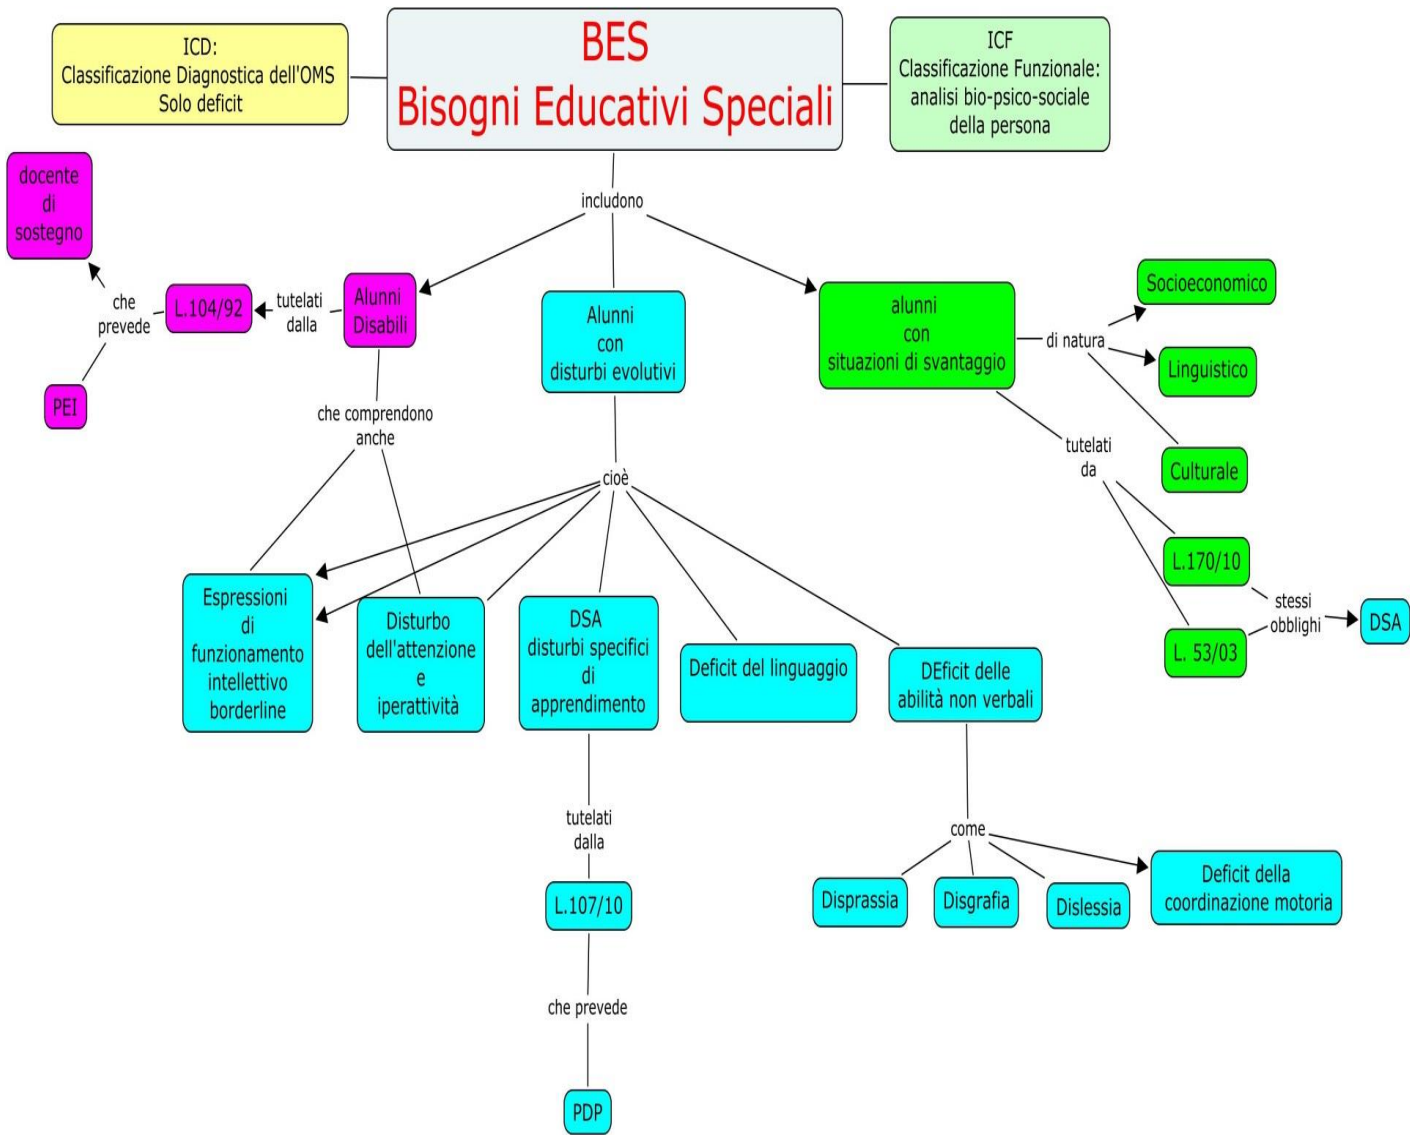 ICD:
Classificazione Diagnostica dell'OMS
Solo deficit
BES
Bisogni Educativi Speciali
ICF
Classificazione Funzionale:
analisi bio-psico-sociale
della persona
includono
docente
di
sostegno
che
prevede
L.104/92
tutelati
dalla
Alunni
Disabili
PEI
che comprendono
anche
Alunni
con
disturbi evolutivi
cioè
alunni
con
situazioni di svantaggio
di natura
Socioeconomico
Linguistico
Culturale
tutelati
da
L.170/10
L. 53/03
stessi
obblighi
DSA
Espressioni
di
funzionamento
intellettivo
borderline
Disturbo
dell'attenzione
e
iperattività
DSA
disturbi specifici
di
apprendimento
Deficit del linguaggio
DEficit delle
abilità non verbali
tutelati
dalla
L.107/10
che prevede
PDP
come
Disprassia
Disgrafia
Dislessia
Deficit della
coordinazione motoria